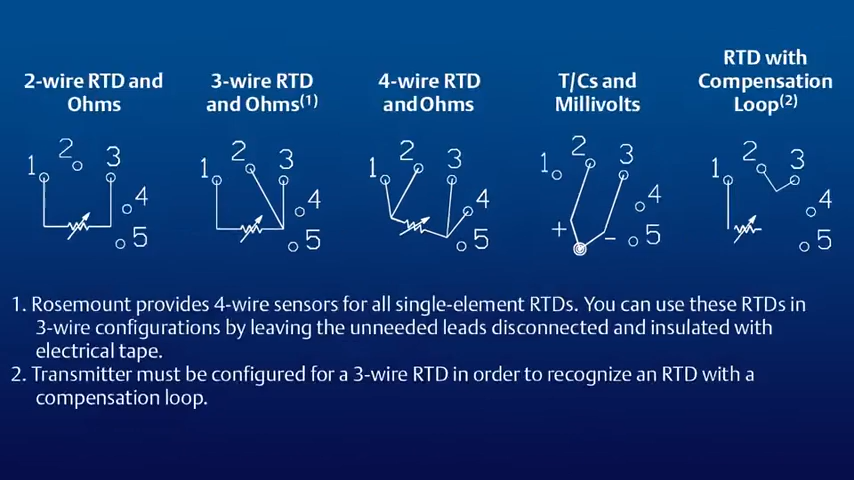 2-wire RTD and
Ohms
3-wire RTD
and Ohms(1)
4-wire RTD
and Ohms
T/Cs and
Millivolts
RTD with
Compensation
Loop(2)
1 2 3 4 5
1 2 3 4 5
1 2 3 4 5
1 2 3 4 5 + −
1 2 3 4 5
1. Rosemount provides 4-wire sensors for all single-element RTDs. You can use these RTDs in
3-wire configurations by leaving the unneeded leads disconnected and insulated with
electrical tape.
2. Transmitter must be configured for a 3-wire RTD in order to recognize an RTD with a
compensation loop.